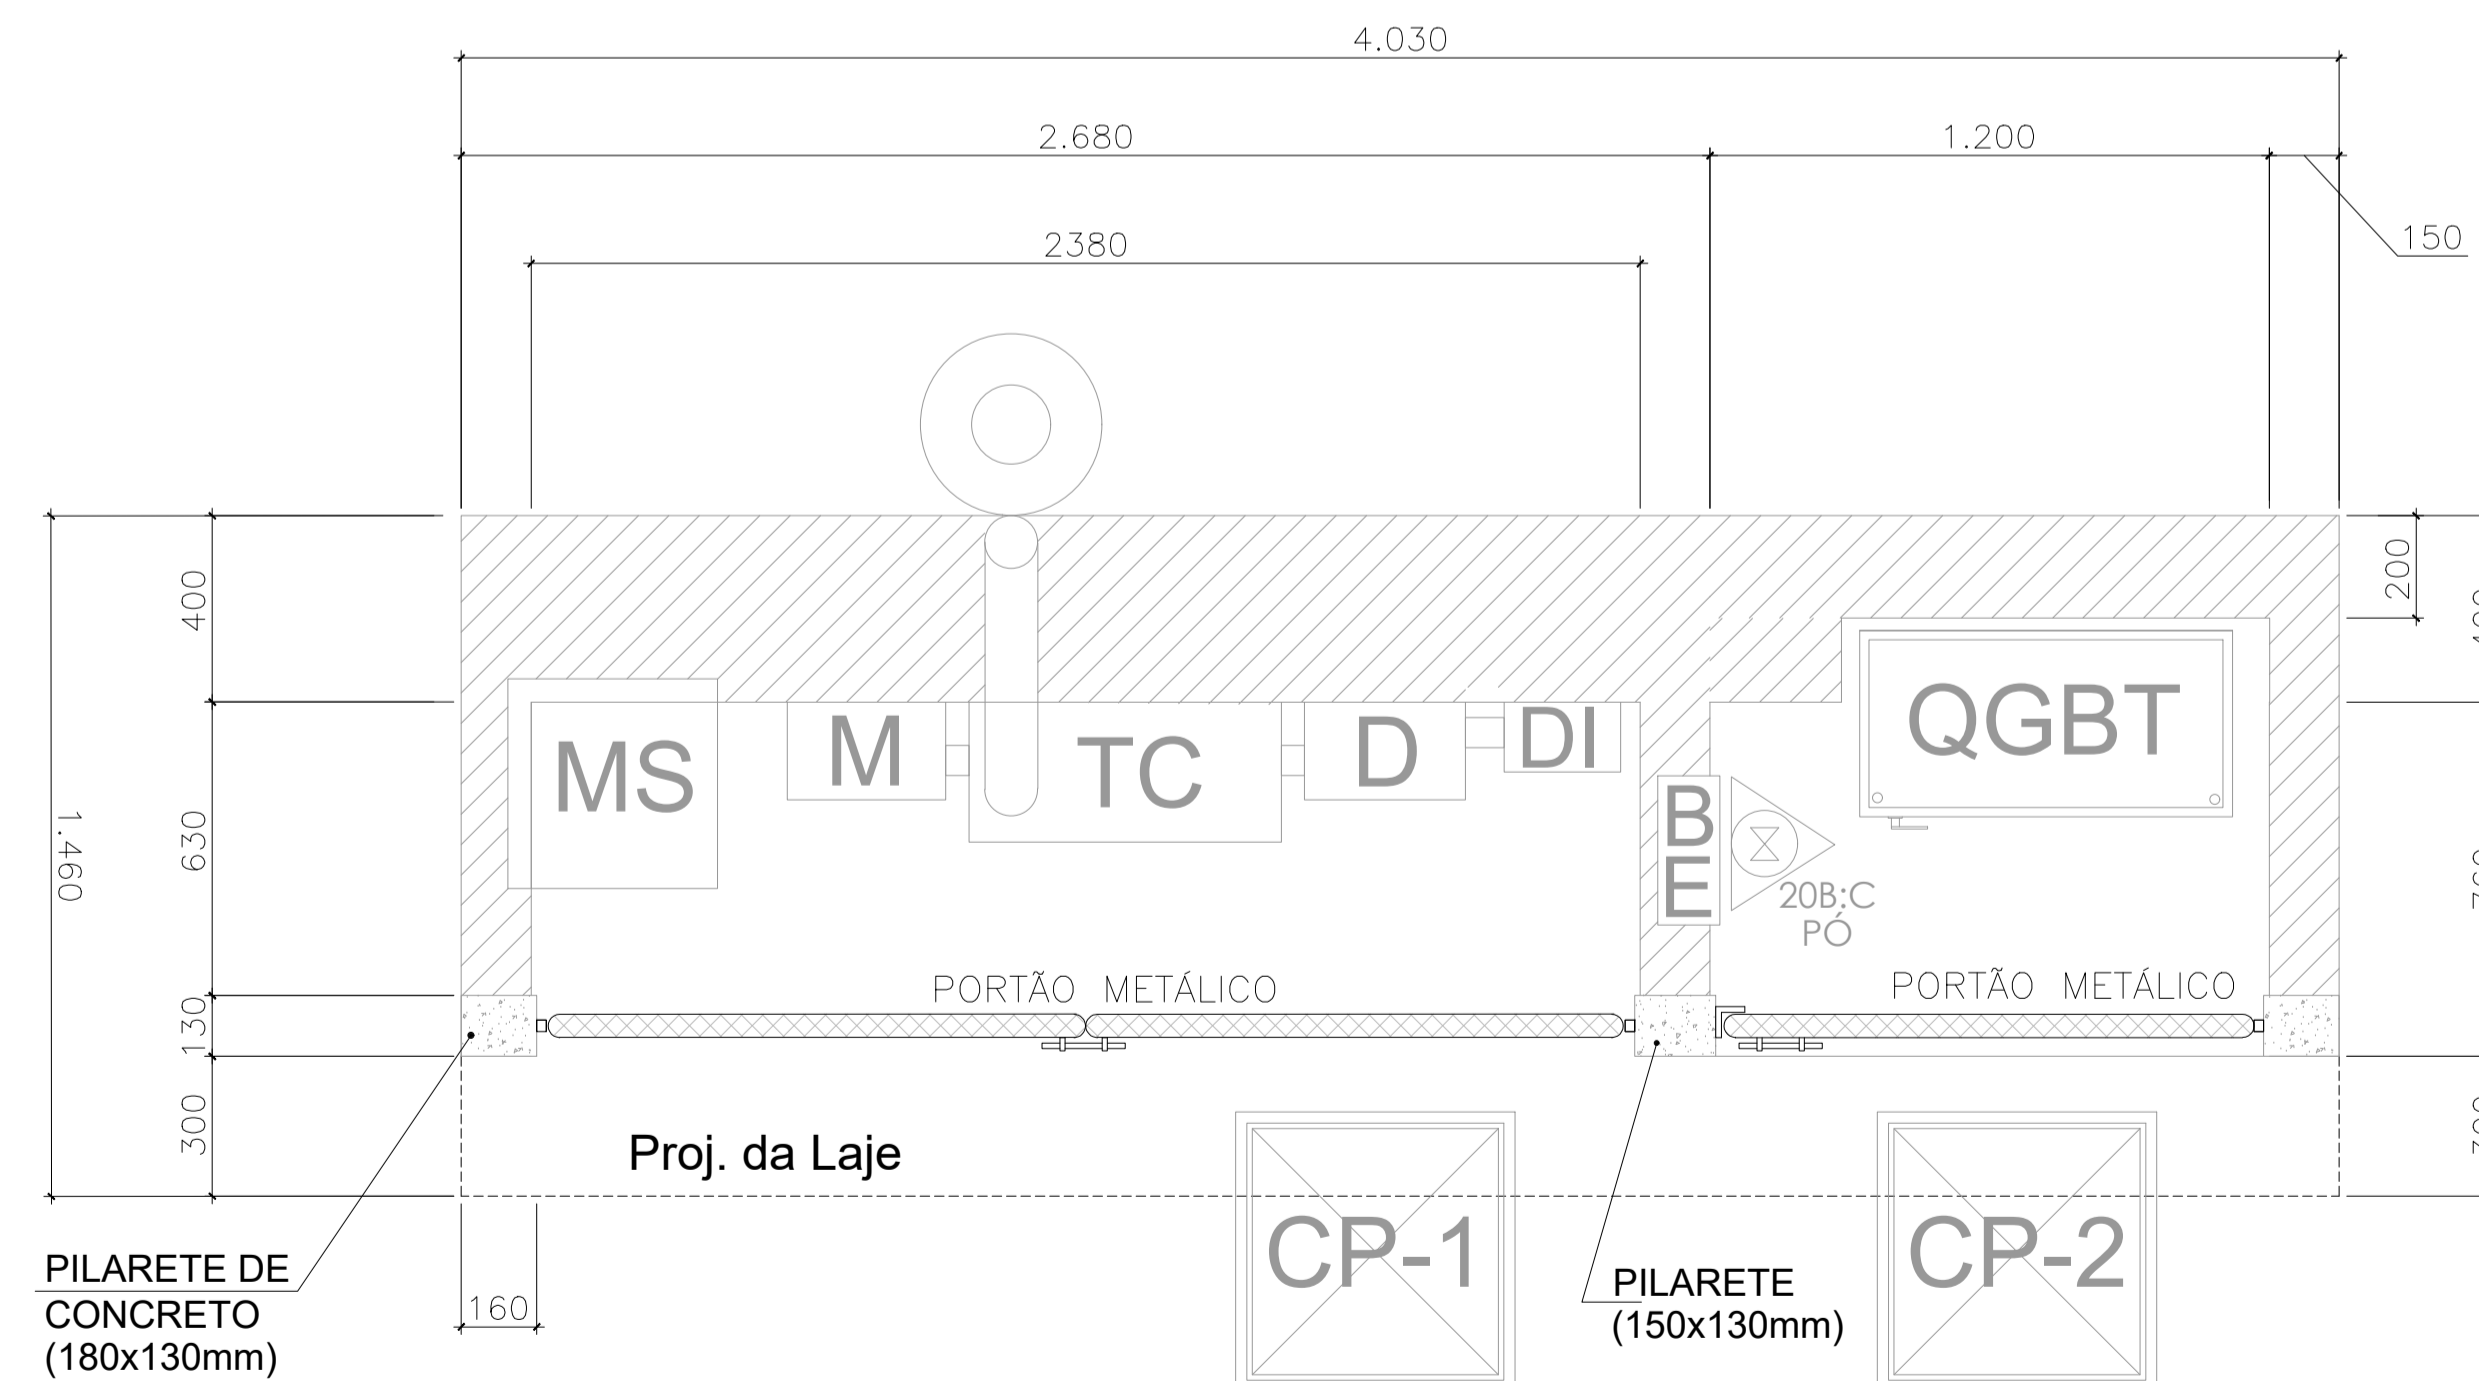 4.030
2.680
1.200
2380
150
400
200
MS
M
TC
D
DI
QGBT
B
E
630
1.460
20B:C
PÓ
PORTÃO METÁLICO
PORTÃO METÁLICO
130
300
Proj. da Laje
CP-1
CP-2
PILARETE DE
CONCRETO
(180x130mm)
160
PILARETE
(150x130mm)